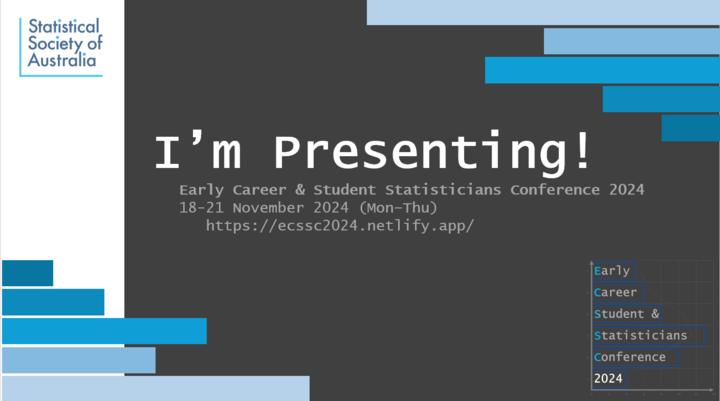 Statistical
Society of
Australia
I'm Presenting!
Early Career & Student Statisticians Conference 2024
18-21 November 2024 (Mon–Thu)
https://ecssc2024.netlify.app/
Early
Career
Student &
Statisticians
Conference
2024